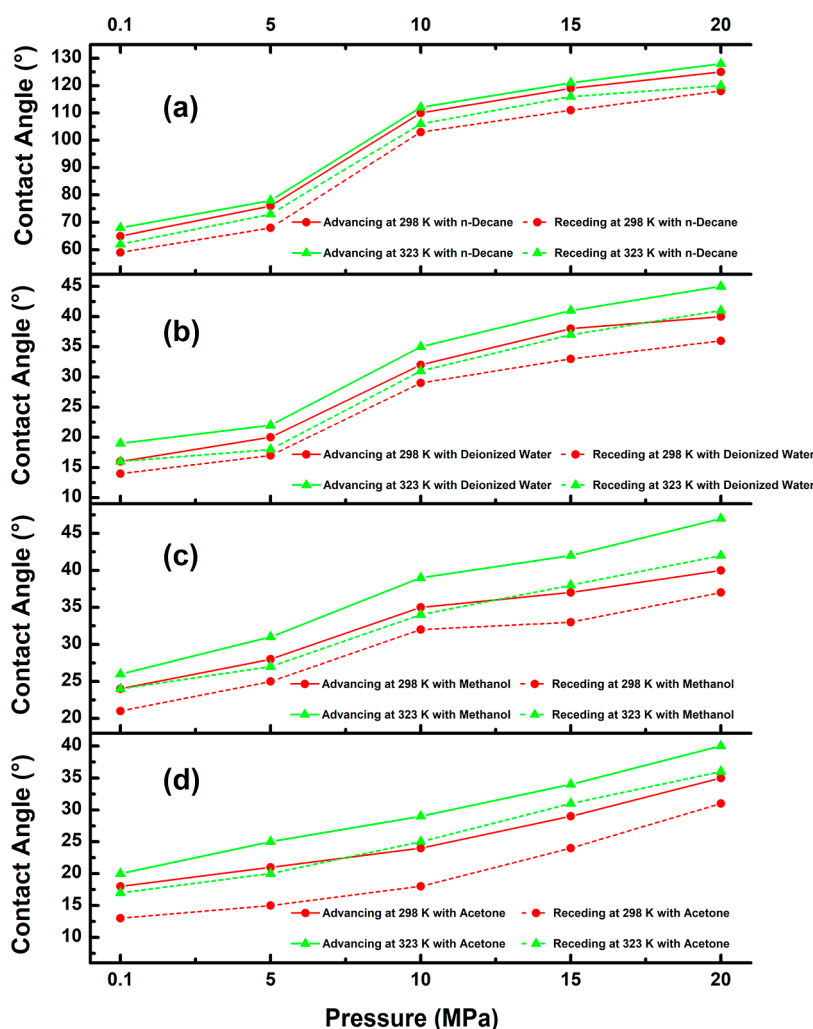 0.1 5 10 15 20
Contact Angle (°)
130
120
110
100
90
80
70
60
(a)
Advancing at 298 K with n-Decane Receding at 298 K with n-Decane
Advancing at 323 K with n-Decane Receding at 323 K with n-Decane
Contact Angle (°)
45
40
35
30
25
20
15
10
(b)
Advancing at 298 K with Deionized Water Receding at 298 K with Deionized Water
Advancing at 323 K with Deionized Water Receding at 323 K with Deionized Water
Contact Angle (°)
45
40
35
30
25
20
(c)
Advancing at 298 K with Methanol Receding at 298 K with Methanol
Advancing at 323 K with Methanol Receding at 323 K with Methanol
Contact Angle (°)
40
35
30
25
20
15
10
(d)
Advancing at 298 K with Acetone Receding at 298 K with Acetone
Advancing at 323 K with Acetone Receding at 323 K with Acetone
0.1 5 10 15 20
Pressure (MPa)